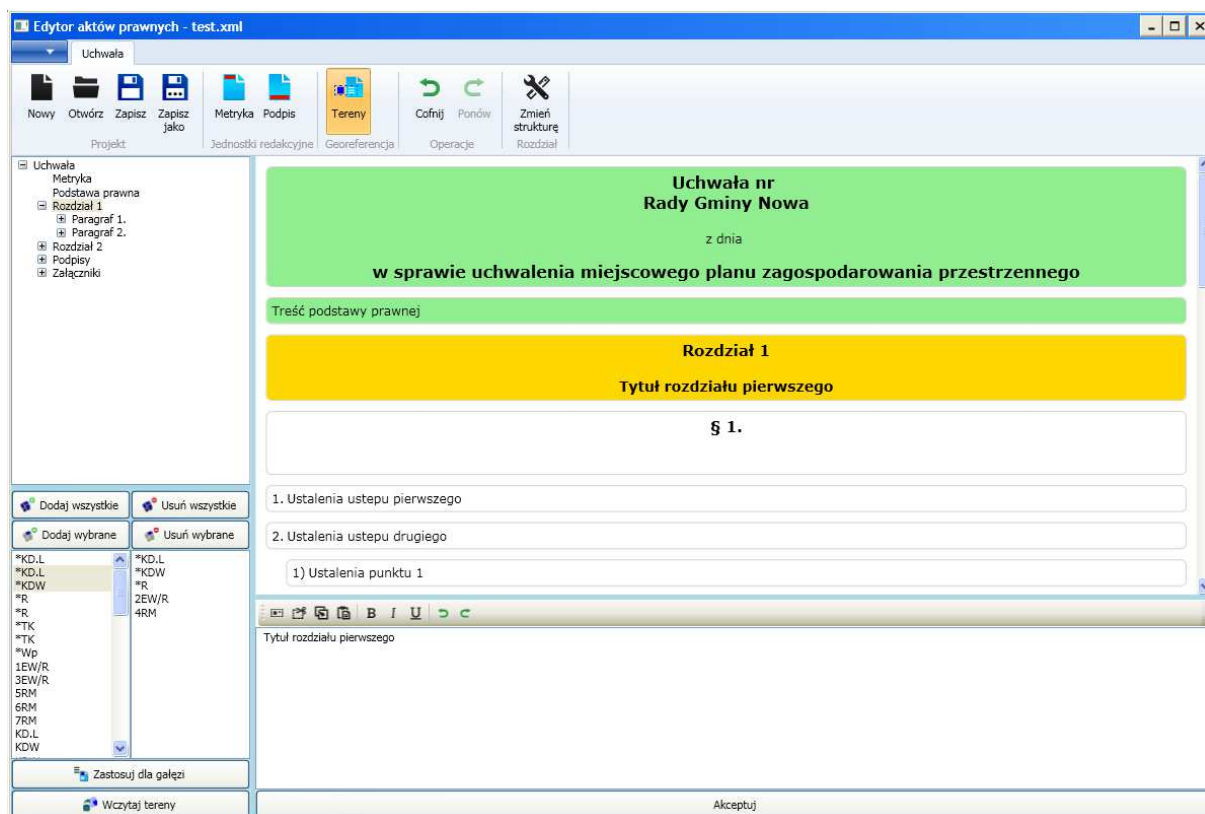 Edytor aktów prawnych - test.xml
Uchwała
Nowy Otwórz Zapisz Zapisz jako Metryka Podpis Tereny Cofnij Ponów Zmień strukturę
Projekt Jednostki redakcyjne Georeferencja Operacje Rozdział
Uchwała
Metryka
Podstawa prawna
Rozdział 1
Paragraf 1.
Paragraf 2.
Rozdział 2
Podpisy
Załączniki
Dodaj wszystkie Usuń wszystkie
Dodaj wybrane Usuń wybrane
*KD.L
*KD.L
*KDW
*R
*R
*TK
*TK
*Wp
1EW/R
3EW/R
5RM
6RM
7RM
KD.L
KDW
*KD.L
*KDW
*R
2EW/R
4RM
Zastosuj dla gałęzi
Wczytaj tereny
Uchwała nr
Rady Gminy Nowa
z dnia
w sprawie uchwalenia miejscowego planu zagospodarowania przestrzennego
Treść podstawy prawnej
Rozdział 1
Tytuł rozdziału pierwszego
§ 1.
1. Ustalenia ustepu pierwszego
2. Ustalenia ustepu drugiego
1) Ustalenia punktu 1
B I U
Tytuł rozdziału pierwszego
Akceptuj